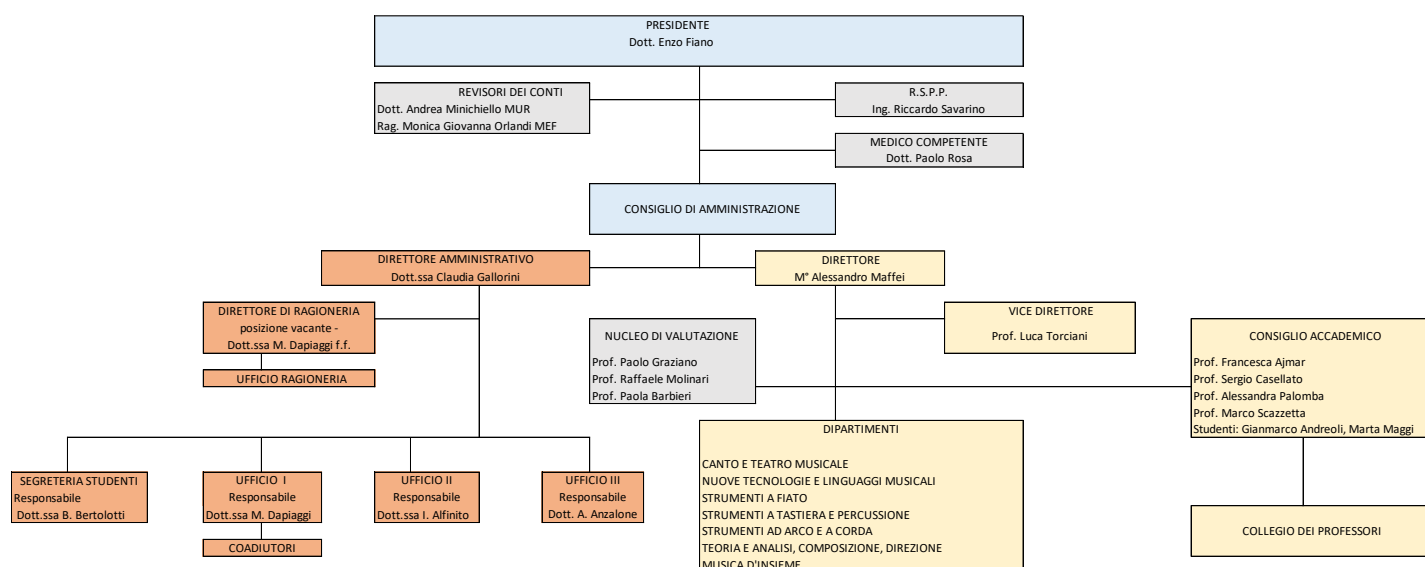 PRESIDENTE
Dott. Enzo Fiano
REVISORI DEI CONTI
Dott. Andrea Minichiello MUR
Rag. Monica Giovanna Orlandi MEF
R.S.P.P.
Ing. Riccardo Savarino
MEDICO COMPETENTE
Dott. Paolo Rosa
CONSIGLIO DI AMMINISTRAZIONE
DIRETTORE AMMINISTRATIVO
Dott.ssa Claudia Gallorini
DIRETTORE
M° Alessandro Maffei
DIRETTORE DI RAGIONERIA
posizione vacante -
Dott.ssa M. Dapiaggi f.f.
UFFICIO RAGIONERIA
VICE DIRETTORE
Prof. Luca Torciani
NUCLEO DI VALUTAZIONE
Prof. Paolo Graziano
Prof. Raffaele Molinari
Prof. Paola Barbieri
CONSIGLIO ACCADEMICO
Prof. Francesca Ajmar
Prof. Sergio Casellato
Prof. Alessandra Palomba
Prof. Marco Scazzetta
Studenti: Gianmarco Andreoli, Marta Maggi
DIPARTIMENTI
CANTO E TEATRO MUSICALE
NUOVE TECNOLOGIE E LINGUAGGI MUSICALI
STRUMENTI A FIATO
STRUMENTI A TASTIERA E PERCUSSIONE
STRUMENTI AD ARCO E A CORDA
TEORIA E ANALISI, COMPOSIZIONE, DIREZIONE
MUSICA D'INSIEME
SEGRETERIA STUDENTI
Responsabile
Dott.ssa B. Bertolotti
UFFICIO I
Responsabile
Dott.ssa M. Dapiaggi
COADIUTORI
UFFICIO II
Responsabile
Dott.ssa I. Alfinito
UFFICIO III
Responsabile
Dott. A. Anzalone
COLLEGIO DEI PROFESSORI